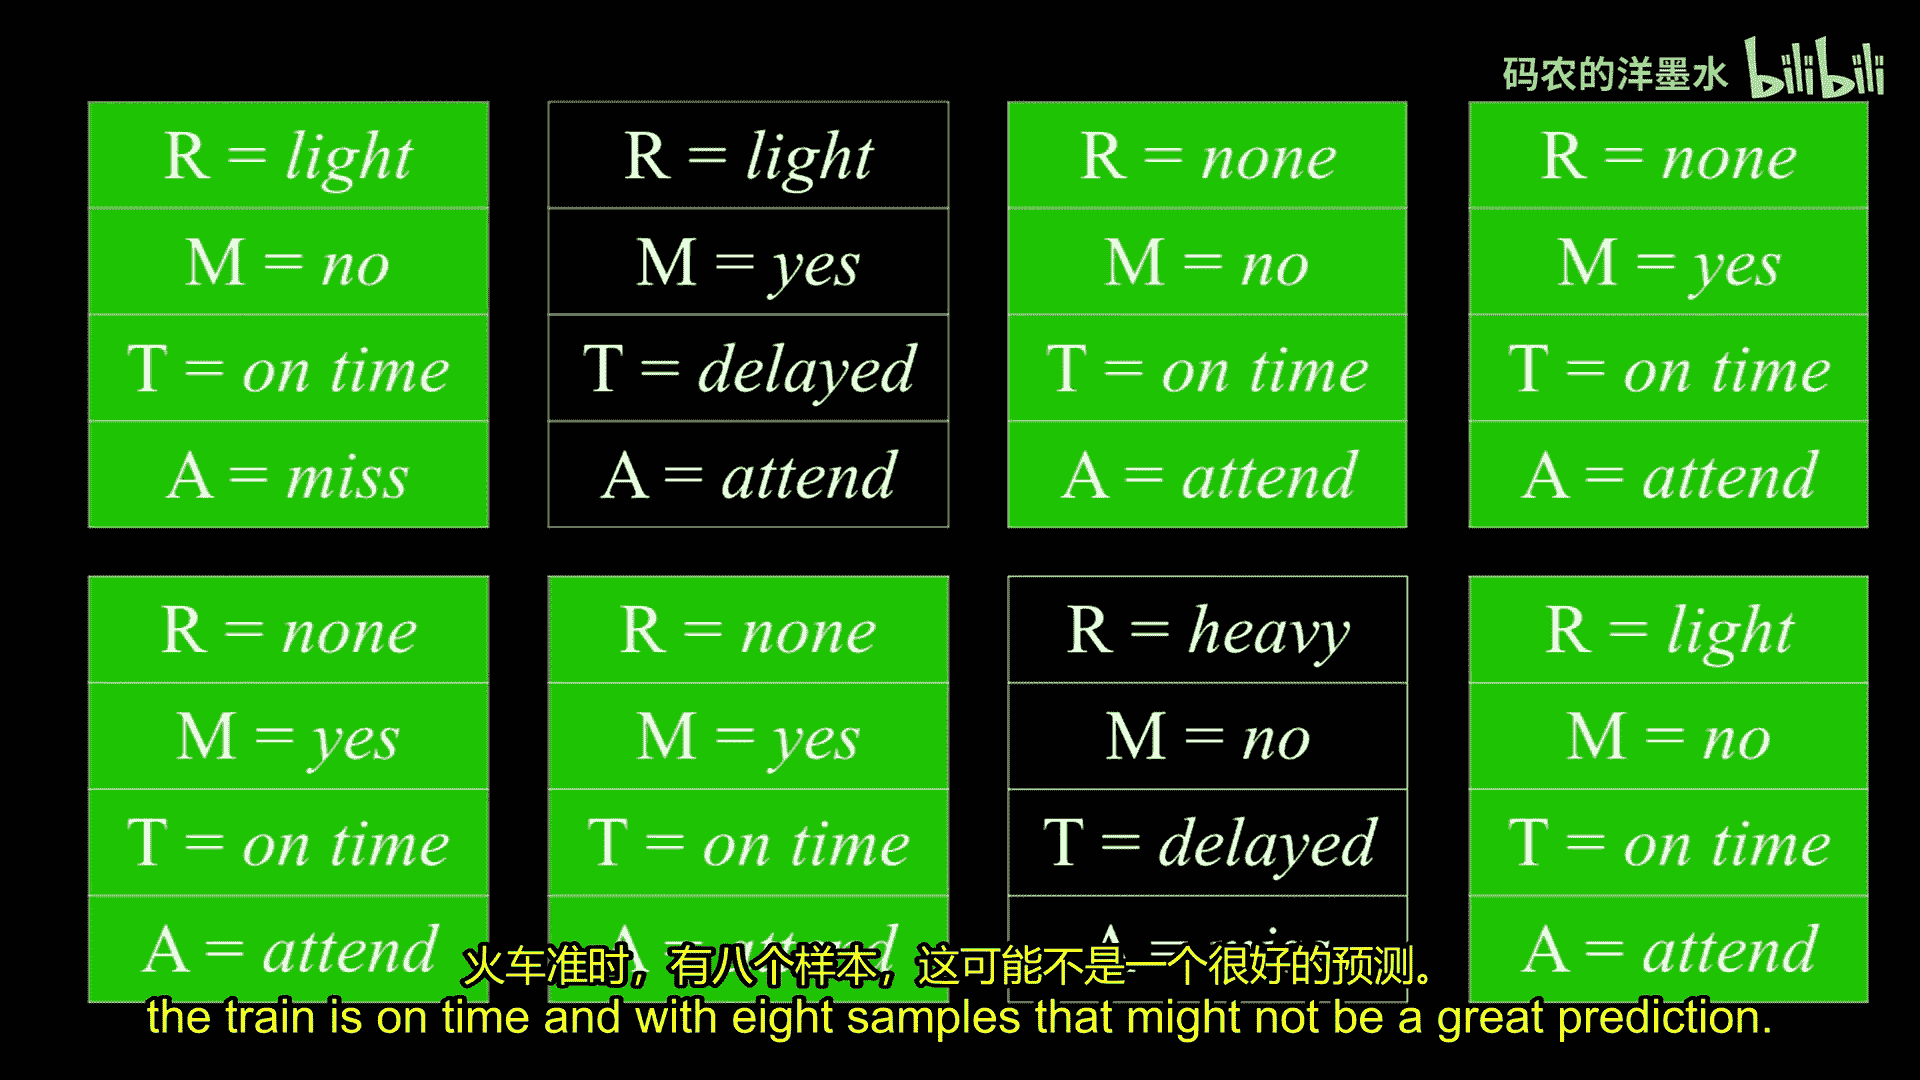 码农的洋墨水 bilibili
R = light
M = no
T = on time
A = miss
R = light
M = yes
T = delayed
A = attend
R = none
M = no
T = on time
A = attend
R = none
M = yes
T = on time
A = attend
R = none
M = yes
T = on time
A = attend
R = none
M = yes
T = on time
A = attend
R = heavy
M = no
T = delayed
A = miss
R = light
M = no
T = on time
A = attend
火车准时，有八个样本，这可能不是一个很好的预测。
the train is on time and with eight samples that might not be a great prediction.